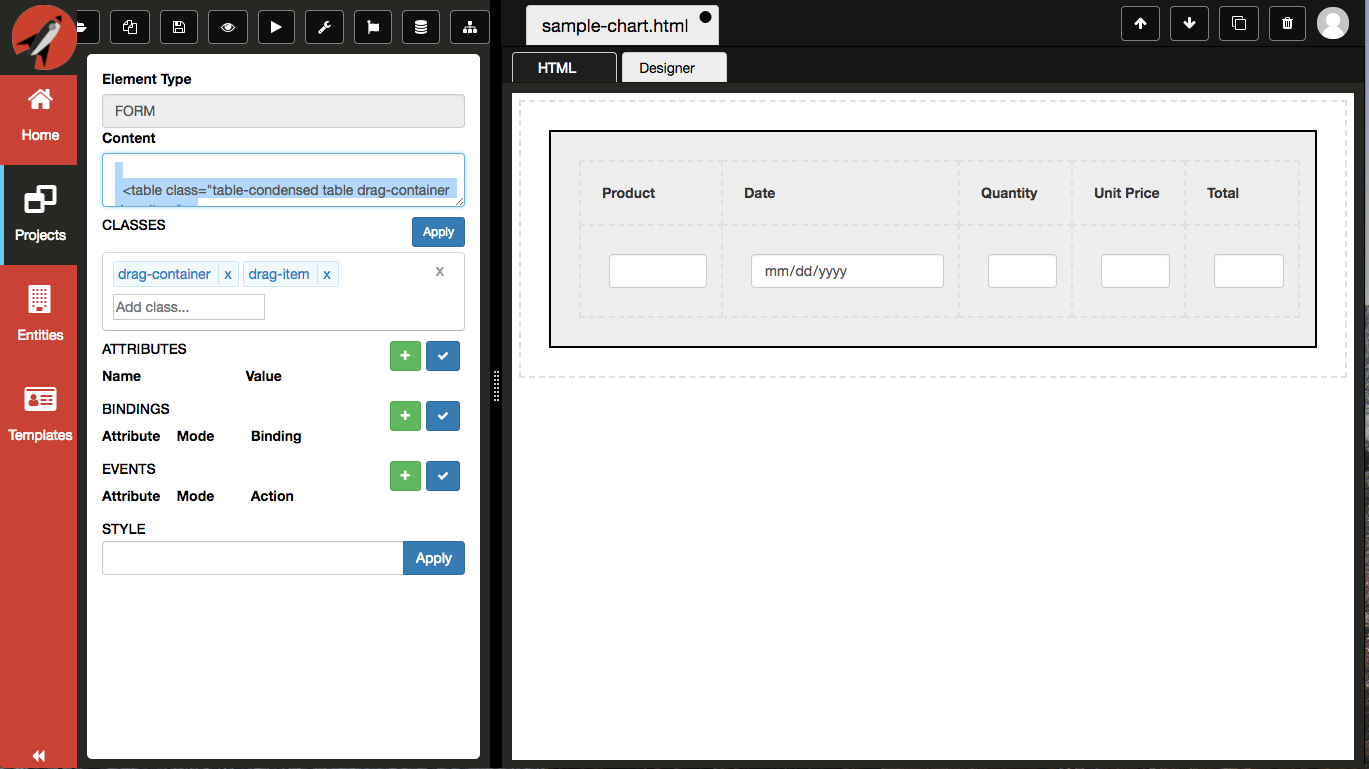 sample-chart.html
HTML
Designer
Home
Projects
Entities
Templates
Element Type
FORM
Content
<table class="table-condensed table drag-container
CLASSES
Apply
drag-container x drag-item x
x
Add class...
ATTRIBUTES
Name Value
BINDINGS
Attribute Mode Binding
EVENTS
Attribute Mode Action
STYLE
Apply
Product Date Quantity Unit Price Total
mm/dd/yyyy